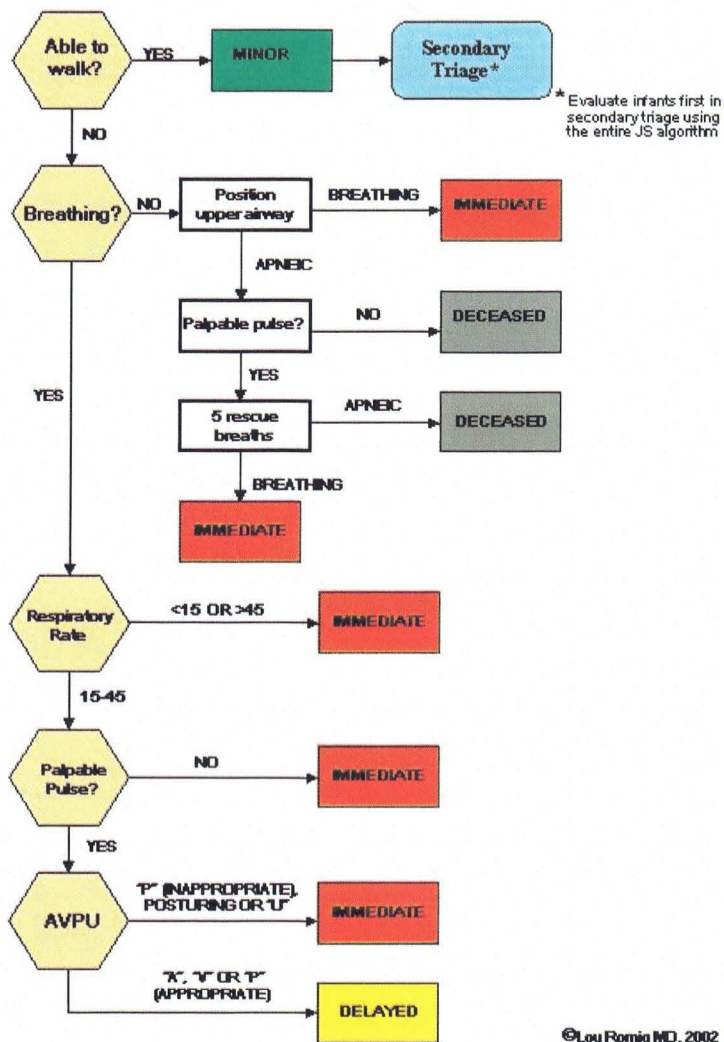 Able to
walk?
YES
MINOR
Secondary
Triage*
* Evaluate infants first in
secondary triage using
the entire JS algorithm
NO
Breathing?
NO
Position
upper airway
BREATHING
IMMEDIATE
APNEIC
Palpable pulse?
NO
DECEASED
YES
5 rescue
breaths
APNEIC
DECEASED
BREATHING
IMMEDIATE
YES
Respiratory
Rate
<15 OR >45
IMMEDIATE
15-45
Palpable
Pulse?
NO
IMMEDIATE
YES
AVPU
"P" (INAPPROPRIATE),
POSTURING OR "U"
IMMEDIATE
"A", "V" OR "P"
(APPROPRIATE)
DELAYED
©Lou Romig MD, 2002